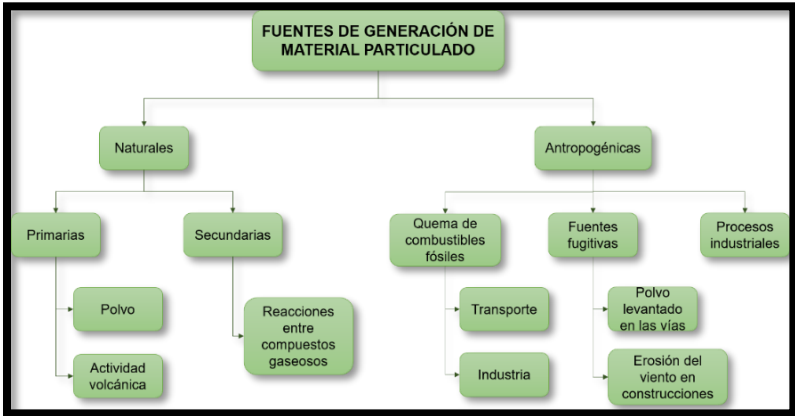 FUENTES DE GENERACIÓN DE
MATERIAL PARTICULADO
Naturales
Antropogénicas
Primarias
Secundarias
Quema de
combustibles
fósiles
Fuentes
fugitivas
Procesos
industriales
Polvo
Reacciones
entre
compuestos
gaseosos
Transporte
Polvo
levantado
en las vías
Actividad
volcánica
Industria
Erosión del
viento en
construcciones